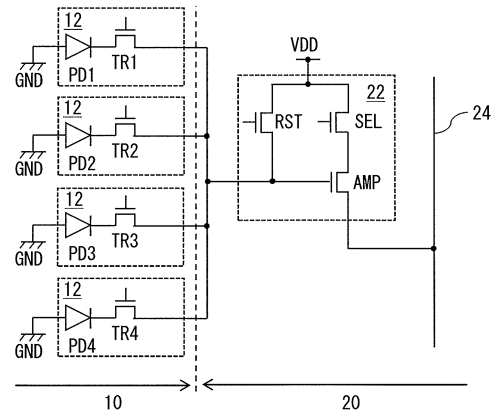 12
GND
PD1
TR1
12
GND
PD2
TR2
12
GND
PD3
TR3
12
GND
PD4
TR4
VDD
22
RST
SEL
AMP
24
10
20